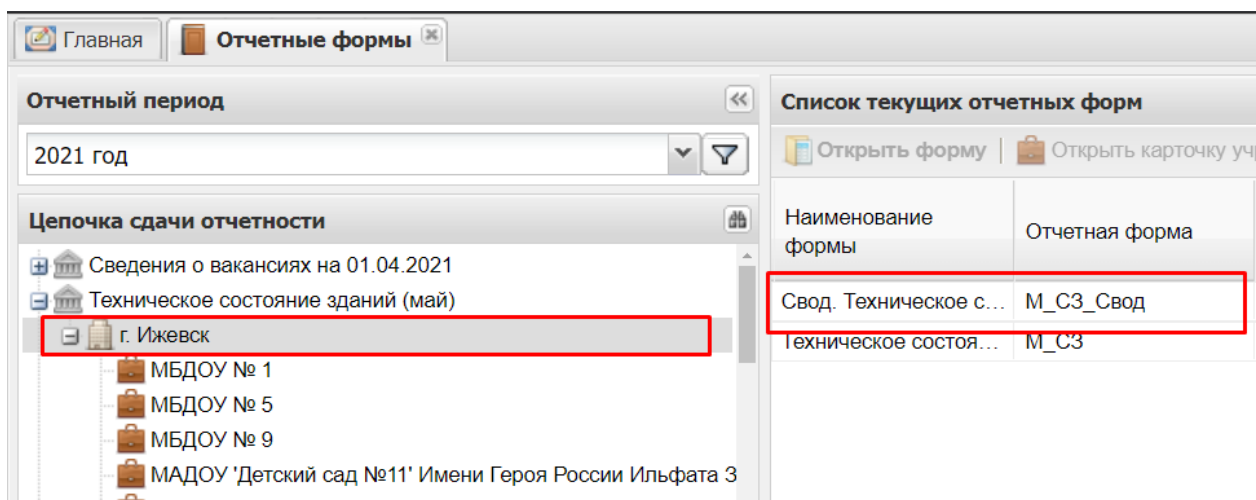 Главная
Отчетные формы
Отчетный период
2021 год
Цепочка сдачи отчетности
Сведения о вакансиях на 01.04.2021
Техническое состояние зданий (май)
г. Ижевск
МБДОУ № 1
МБДОУ № 5
МБДОУ № 9
МАДОУ 'Детский сад №11' Имени Героя России Ильфата З
Список текущих отчетных форм
Открыть форму | Открыть карточку уч
Наименование
формы
Отчетная форма
Свод. Техническое с... М_СЗ_Свод
Техническое состоя... М_СЗ